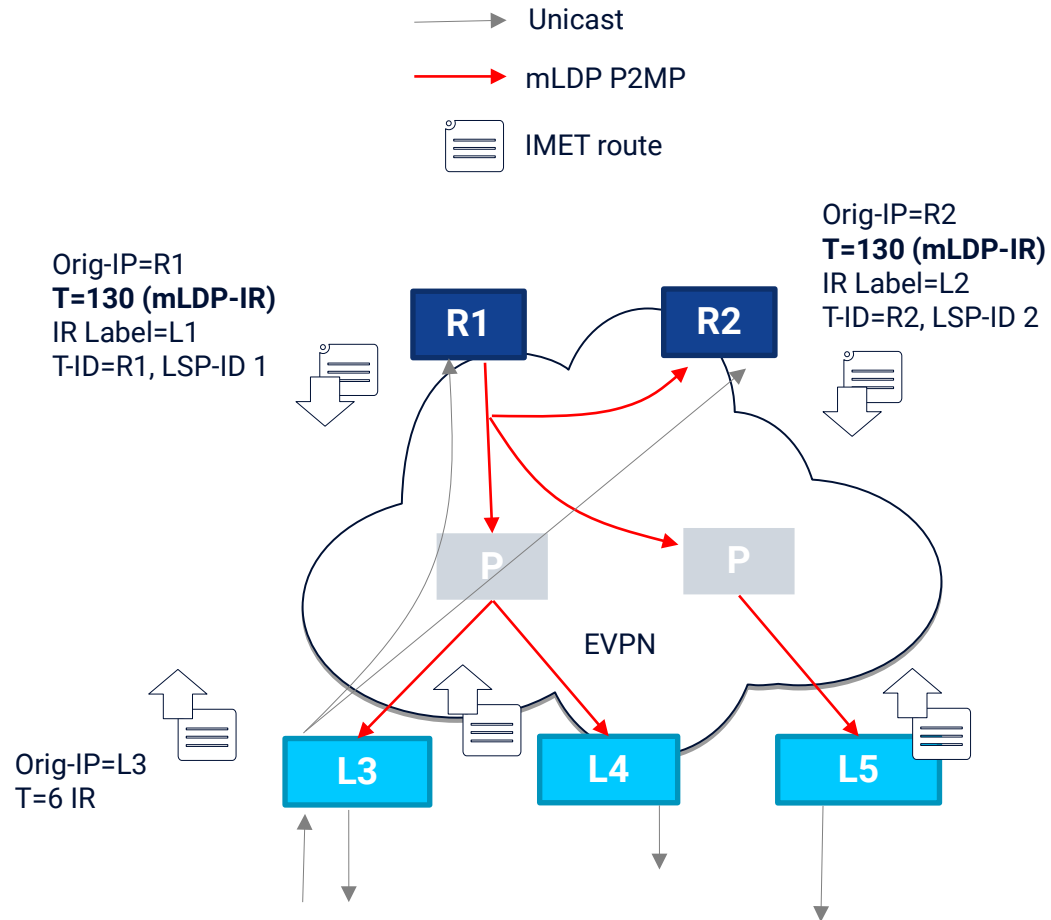 Unicast
mLDP P2MP
IMET route
Orig-IP=R1
T=130 (mLDP-IR)
IR Label=L1
T-ID=R1, LSP-ID 1
Orig-IP=R2
T=130 (mLDP-IR)
IR Label=L2
T-ID=R2, LSP-ID 2
R1
R2
P
P
EVPN
Orig-IP=L3
T=6 IR
L3
L4
L5